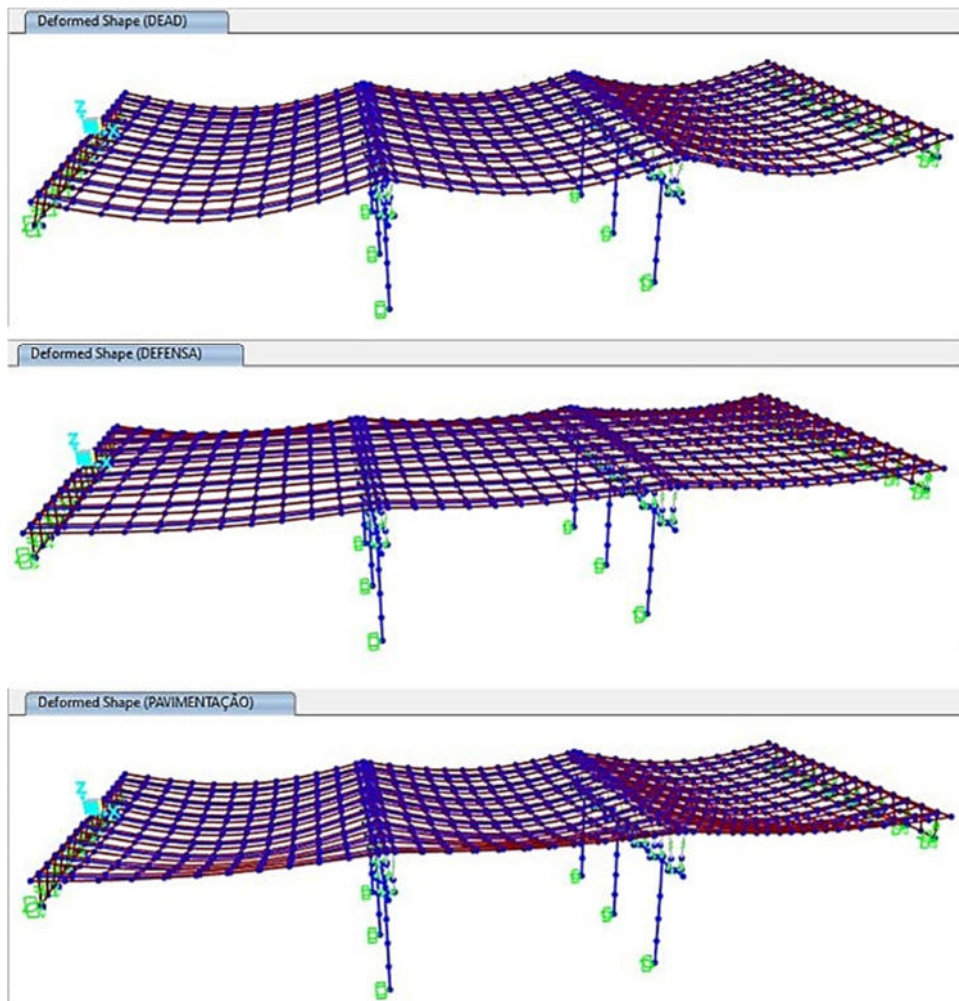 Deformed Shape (DEAD)
Z
X
Deformed Shape (DEFENSA)
Z
X
Deformed Shape (PAVIMENTAÇÃO)
Z
X